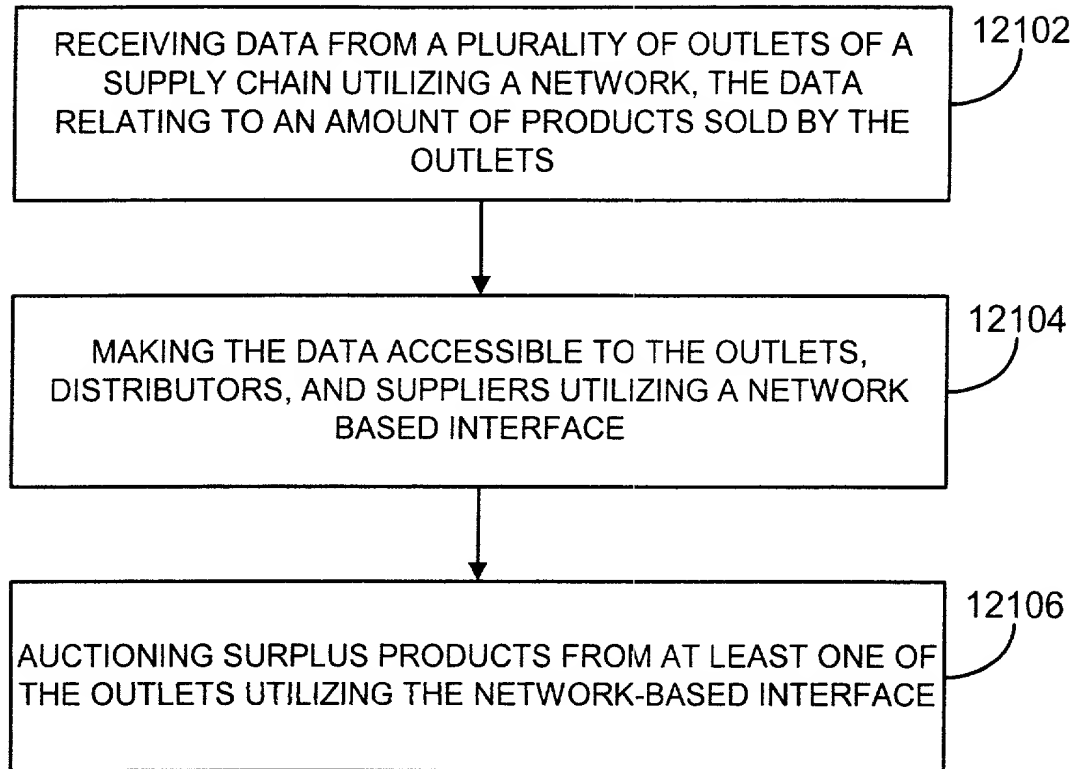 RECEIVING DATA FROM A PLURALITY OF OUTLETS OF A
SUPPLY CHAIN UTILIZING A NETWORK, THE DATA
RELATING TO AN AMOUNT OF PRODUCTS SOLD BY THE
OUTLETS
12102
MAKING THE DATA ACCESSIBLE TO THE OUTLETS,
DISTRIBUTORS, AND SUPPLIERS UTILIZING A NETWORK
BASED INTERFACE
12104
AUCTIONING SURPLUS PRODUCTS FROM AT LEAST ONE OF
THE OUTLETS UTILIZING THE NETWORK-BASED INTERFACE
12106